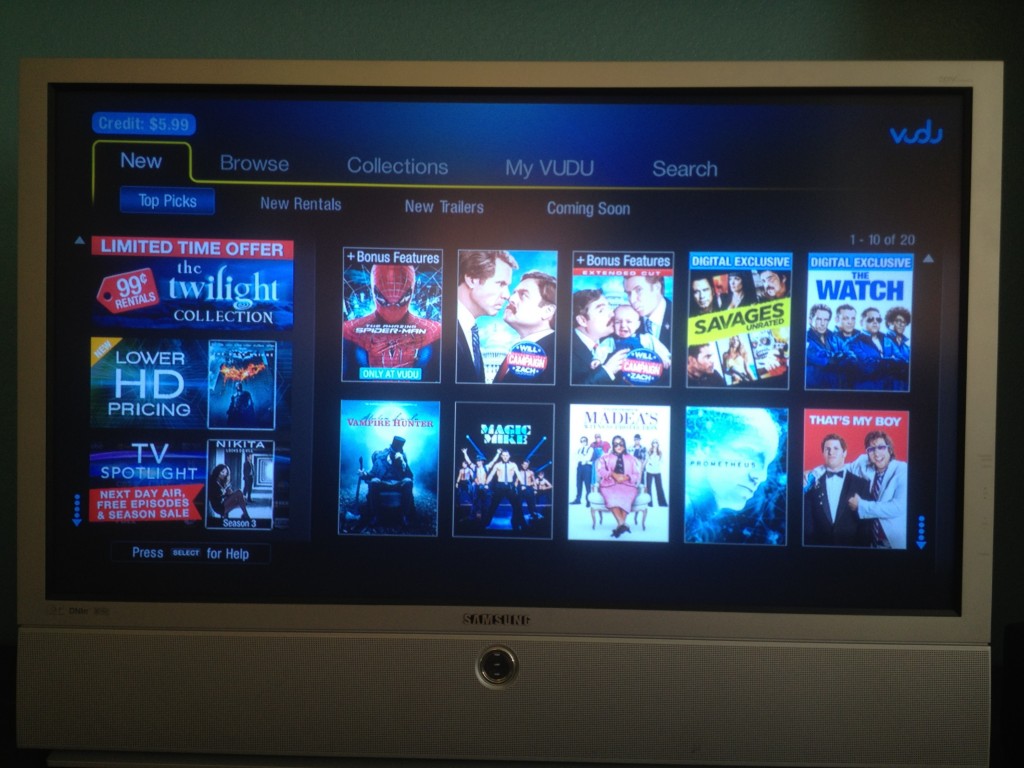 Credit: $5.99
vudu
New
Browse
Collections
My VUDU
Search
Top Picks
New Rentals
New Trailers
Coming Soon
1 - 10 of 20
LIMITED TIME OFFER
99¢
RENTALS
the
twilight
COLLECTION
NEW
LOWER
HD
PRICING
TV
SPOTLIGHT
NEXT DAY AIR,
FREE EPISODES
& SEASON SALE
NIKITA
Season 3
Press SELECT for Help
+ Bonus Features
THE AMAZING
SPIDER-MAN
ONLY AT VUDU
WILL
CAMPAIGN
ZACH
+ Bonus Features
EXTENDED CUT
WILL
CAMPAIGN
ZACH
DIGITAL EXCLUSIVE
SAVAGES
UNRATED
DIGITAL EXCLUSIVE
THE
WATCH
VAMPIRE HUNTER
MAGIC
MIKE
MADEA'S
PROMETHEUS
THAT'S MY BOY
SAMSUNG